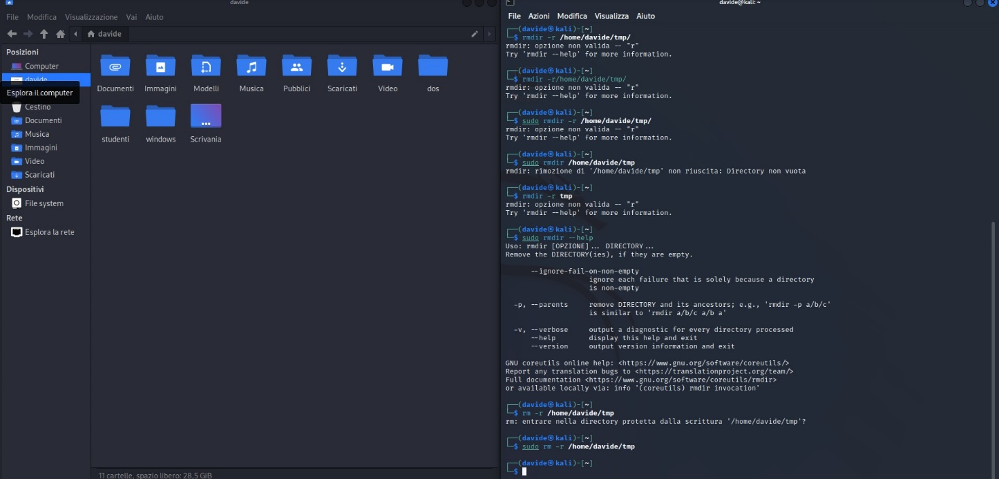 davide
File Modifica Visualizzazione Vai Aiuto
davide
Posizioni
Computer
davide
Esplora il computer
Cestino
Documenti
Musica
Immagini
Video
Scaricati
Dispositivi
File system
Rete
Esplora la rete
Documenti Immagini Modelli Musica Pubblici Scaricati Video dos
studenti windows Scrivania
11 cartelle, spazio libero: 28,5 GiB
davide@kali: ~
File Azioni Modifica Visualizza Aiuto
┌──(davide㉿kali)-[~]
└─$ rmdir -r /home/davide/tmp/
rmdir: opzione non valida -- "r"
Try 'rmdir --help' for more information.
┌──(davide㉿kali)-[~]
└─$ rmdir -r/home/davide/tmp/
rmdir: opzione non valida -- "r"
Try 'rmdir --help' for more information.
┌──(davide㉿kali)-[~]
└─$ sudo rmdir -r /home/davide/tmp/
rmdir: opzione non valida -- "r"
Try 'rmdir --help' for more information.
┌──(davide㉿kali)-[~]
└─$ sudo rmdir /home/davide/tmp
rmdir: rimozione di '/home/davide/tmp' non riuscita: Directory non vuota
┌──(davide㉿kali)-[~]
└─$ rmdir -r tmp
rmdir: opzione non valida -- "r"
Try 'rmdir --help' for more information.
┌──(davide㉿kali)-[~]
└─$ sudo rmdir --help
Uso: rmdir [OPZIONE]... DIRECTORY...
Remove the DIRECTORY(ies), if they are empty.
--ignore-fail-on-non-empty
ignore each failure that is solely because a directory
is non-empty
-p, --parents remove DIRECTORY and its ancestors; e.g., 'rmdir -p a/b/c'
is similar to 'rmdir a/b/c a/b a'
-v, --verbose output a diagnostic for every directory processed
--help display this help and exit
--version output version information and exit
GNU coreutils online help: <https://www.gnu.org/software/coreutils/>
Report any translation bugs to <https://translationproject.org/team/>
Full documentation <https://www.gnu.org/software/coreutils/rmdir>
or available locally via: info '(coreutils) rmdir invocation'
┌──(davide㉿kali)-[~]
└─$ rm -r /home/davide/tmp
rm: entrare nella directory protetta dalla scrittura '/home/davide/tmp'?
┌──(davide㉿kali)-[~]
└─$ sudo rm -r /home/davide/tmp
┌──(davide㉿kali)-[~]
└─$